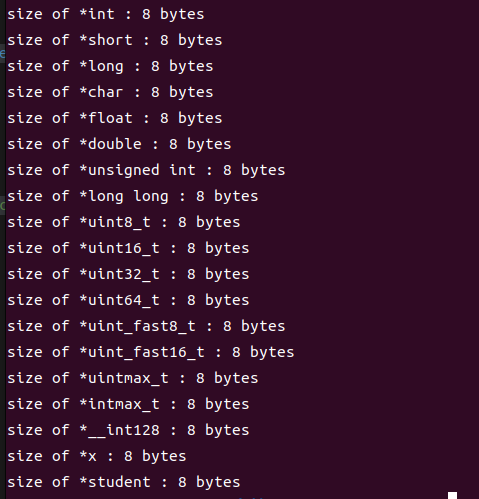 size of *int : 8 bytes
size of *short : 8 bytes
size of *long : 8 bytes
size of *char : 8 bytes
size of *float : 8 bytes
size of *double : 8 bytes
size of *unsigned int : 8 bytes
size of *long long : 8 bytes
size of *uint8_t : 8 bytes
size of *uint16_t : 8 bytes
size of *uint32_t : 8 bytes
size of *uint64_t : 8 bytes
size of *uint_fast8_t : 8 bytes
size of *uint_fast16_t : 8 bytes
size of *uintmax_t : 8 bytes
size of *intmax_t : 8 bytes
size of *__int128 : 8 bytes
size of *x : 8 bytes
size of *student : 8 bytes